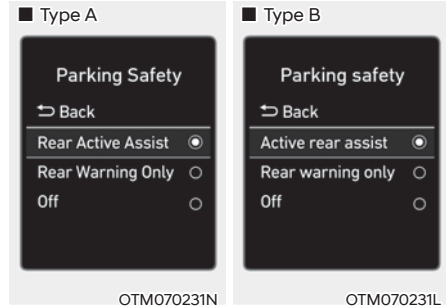 ■ Type A
Parking Safety
⮌ Back
Rear Active Assist
Rear Warning Only
Off
OTM070231N
■ Type B
Parking safety
⮌ Back
Active rear assist
Rear warning only
Off
OTM070231L